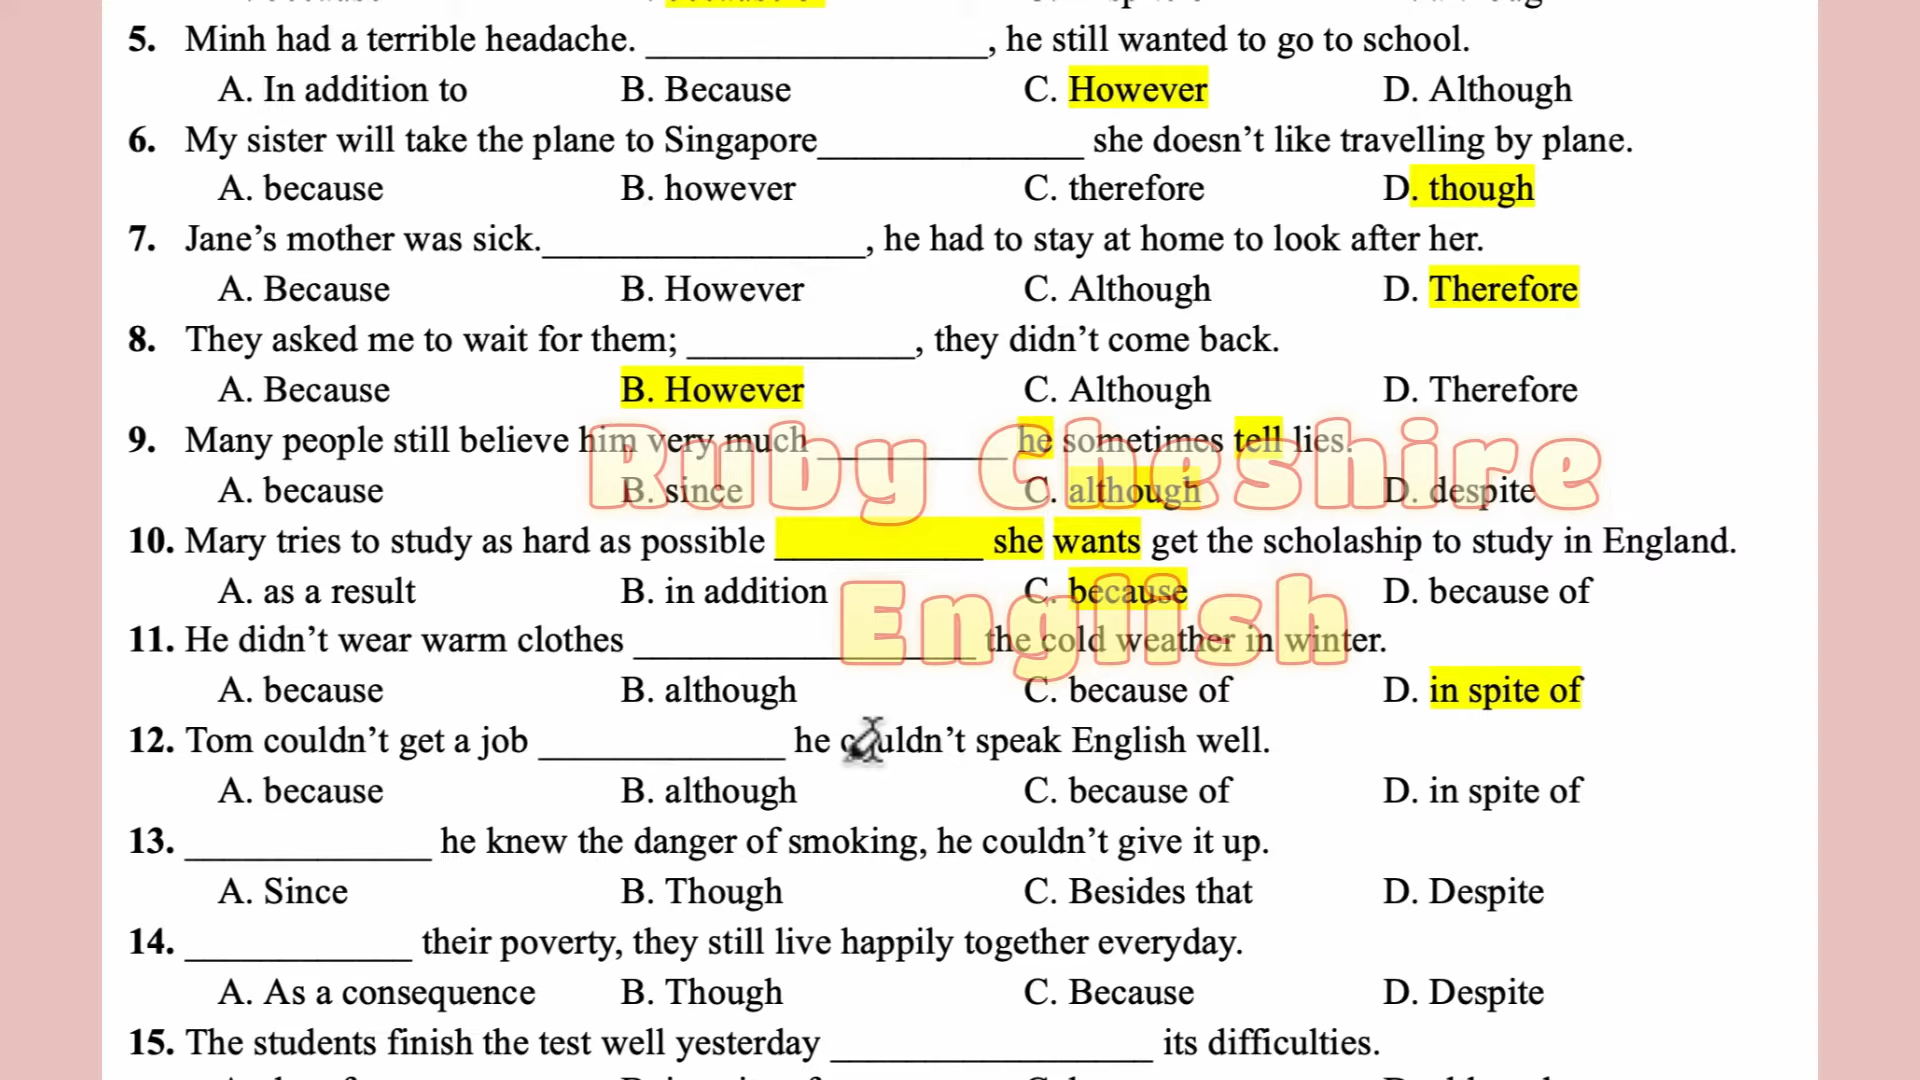 5. Minh had a terrible headache. __________________, he still wanted to go to school.
A. In addition to B. Because C. However D. Although
6. My sister will take the plane to Singapore______________ she doesn’t like travelling by plane.
A. because B. however C. therefore D. though
7. Jane’s mother was sick._________________, he had to stay at home to look after her.
A. Because B. However C. Although D. Therefore
8. They asked me to wait for them; ____________, they didn’t come back.
A. Because B. However C. Although D. Therefore
9. Many people still believe him very much __________ he sometimes tell lies.
A. because B. since C. although D. despite
Ruby Cheshire
10. Mary tries to study as hard as possible ___________ she wants get the scholaship to study in England.
A. as a result B. in addition C. because D. because of
English
11. He didn’t wear warm clothes __________________ the cold weather in winter.
A. because B. although C. because of D. in spite of
12. Tom couldn’t get a job _____________ he couldn’t speak English well.
A. because B. although C. because of D. in spite of
13. _____________ he knew the danger of smoking, he couldn’t give it up.
A. Since B. Though C. Besides that D. Despite
14. ____________ their poverty, they still live happily together everyday.
A. As a consequence B. Though C. Because D. Despite
15. The students finish the test well yesterday _________________ its difficulties.